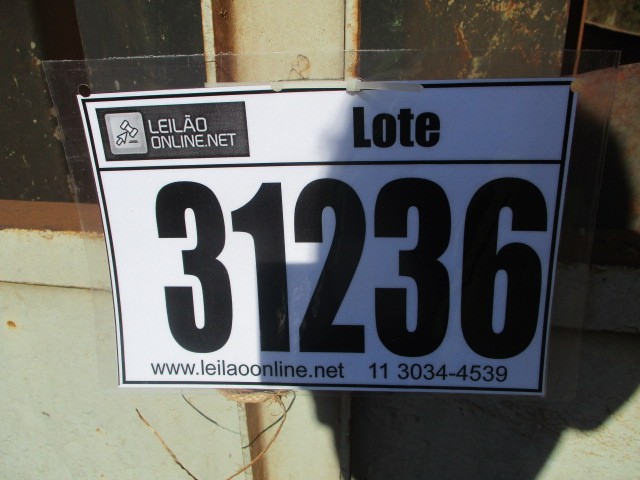 LEILÃO
ONLINE.NET
Lote
31236
www.leilaoonline.net 11 3034-4539